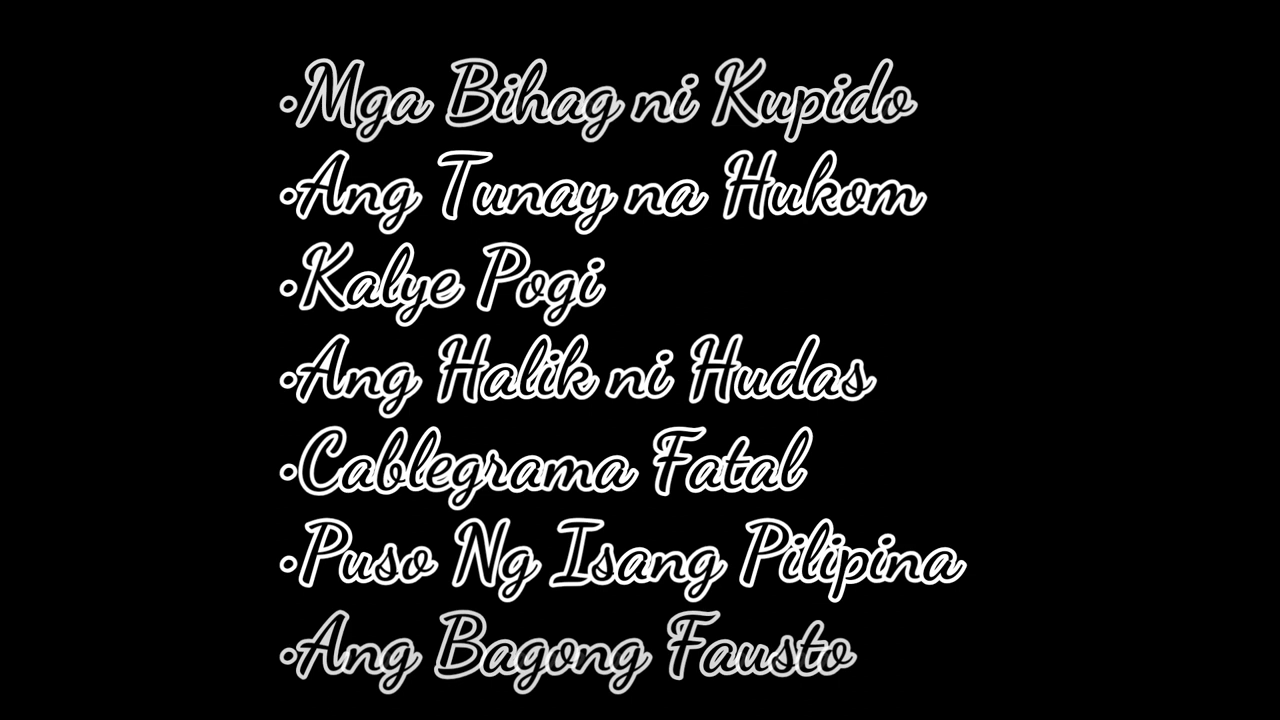 •Mga Bihag ni Kupido
•Ang Tunay na Hukom
•Kalye Pogi
•Ang Halik ni Hudas
•Cablegrama Fatal
•Puso Ng Isang Pilipina
•Ang Bagong Fausto